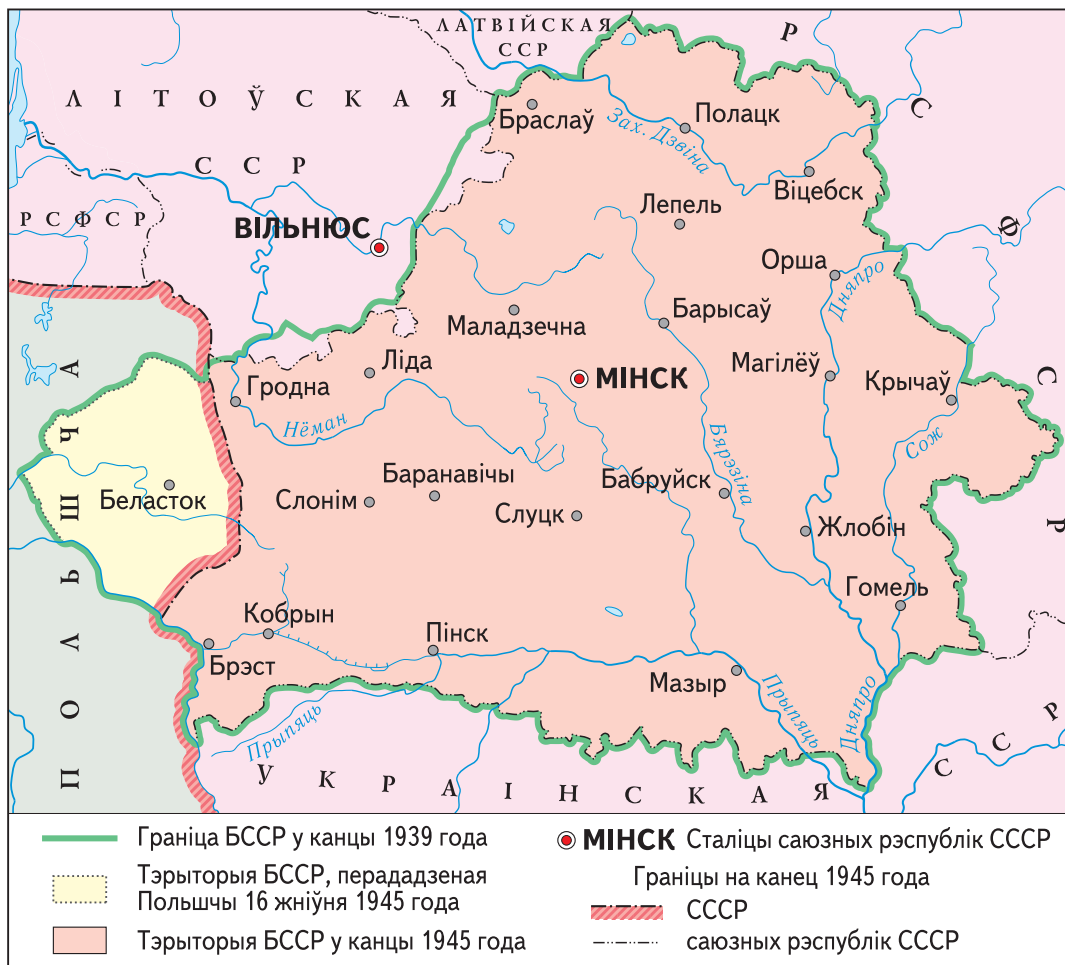 ЛАТВІЙСКАЯ
ССР
Р С Ф С Р
ЛІТОЎСКАЯ
ССР
РСФСР
ВІЛЬНЮС
Браслаў
Полацк
Зах. Дзвіна
Віцебск
Лепель
Орша
Дняпро
Маладзечна
Барысаў
Ліда
МІНСК
Магілёў
Крычаў
Гродна
Нёман
Сож
Бярэзіна
Баранавічы
Бабруйск
Беласток
Слонім
Слуцк
Жлобін
Гомель
Кобрын
Пінск
Брэст
Мазыр
Прыпяць
Прыпяць
Дняпро
ПОЛЬШЧА
УКРАІНСКАЯ
ССР
Граніца БССР у канцы 1939 года
Тэрыторыя БССР, перададзеная
Польшчы 16 жніўня 1945 года
Тэрыторыя БССР у канцы 1945 года
МІНСК Сталіцы саюзных рэспублік СССР
Граніцы на канец 1945 года
СССР
саюзных рэспублік СССР